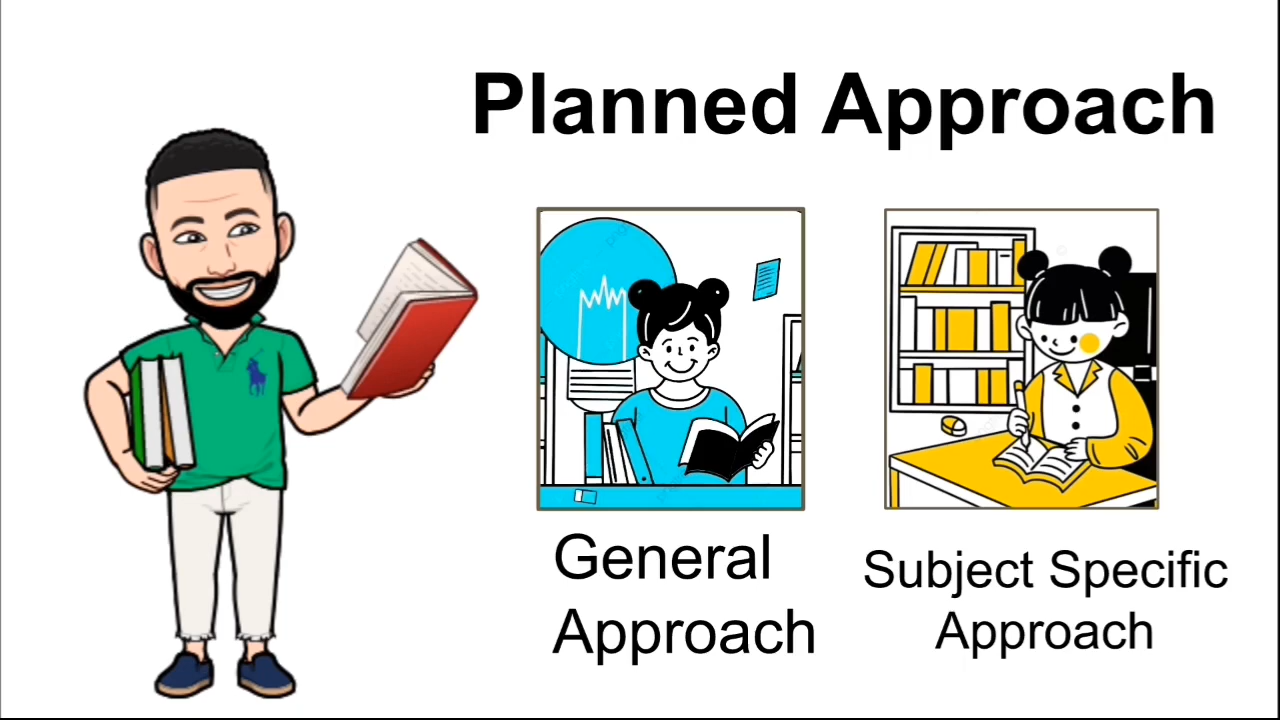 Planned Approach
General
Approach
Subject Specific
Approach